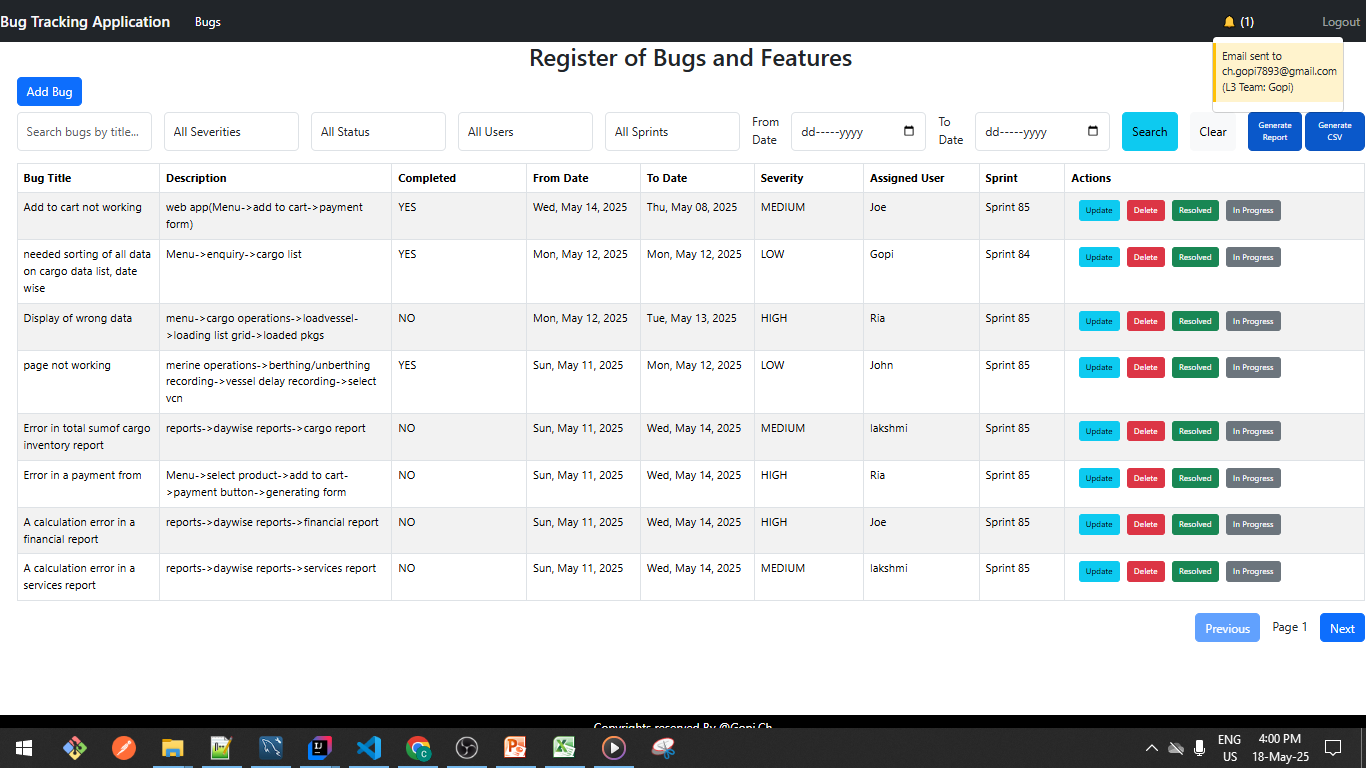 Bug Tracking Application Bugs (1) Logout
Register of Bugs and Features
Email sent to
ch.gopi7893@gmail.com
(L3 Team: Gopi)
Add Bug
Search bugs by title... All Severities All Status All Users All Sprints From Date dd-----yyyy To Date dd-----yyyy Search Clear Generate Report Generate CSV
Bug Title Description Completed From Date To Date Severity Assigned User Sprint Actions
Add to cart not working web app(Menu->add to cart->payment YES Wed, May 14, 2025 Thu, May 08, 2025 MEDIUM Joe Sprint 85 Update Delete Resolved In Progress
form)
needed sorting of all data Menu->enquiry->cargo list YES Mon, May 12, 2025 Mon, May 12, 2025 LOW Gopi Sprint 84 Update Delete Resolved In Progress
on cargo data list, date
wise
Display of wrong data menu->cargo operations->loadvessel- NO Mon, May 12, 2025 Tue, May 13, 2025 HIGH Ria Sprint 85 Update Delete Resolved In Progress
>loading list grid->loaded pkgs
page not working merine operations->berthing/unberthing YES Sun, May 11, 2025 Mon, May 12, 2025 LOW John Sprint 85 Update Delete Resolved In Progress
recording->vessel delay recording->select
vcn
Error in total sumof cargo reports->daywise reports->cargo report NO Sun, May 11, 2025 Wed, May 14, 2025 MEDIUM lakshmi Sprint 85 Update Delete Resolved In Progress
inventory report
Error in a payment from Menu->select product->add to cart- NO Sun, May 11, 2025 Wed, May 14, 2025 HIGH Ria Sprint 85 Update Delete Resolved In Progress
>payment button->generating form
A calculation error in a reports->daywise reports->financial report NO Sun, May 11, 2025 Wed, May 14, 2025 HIGH Joe Sprint 85 Update Delete Resolved In Progress
financial report
A calculation error in a reports->daywise reports->services report NO Sun, May 11, 2025 Wed, May 14, 2025 MEDIUM lakshmi Sprint 85 Update Delete Resolved In Progress
services report
Previous Page 1 Next
Copyrights reserved By @Gopi Ch
ENG 4:00 PM
US 18-May-25